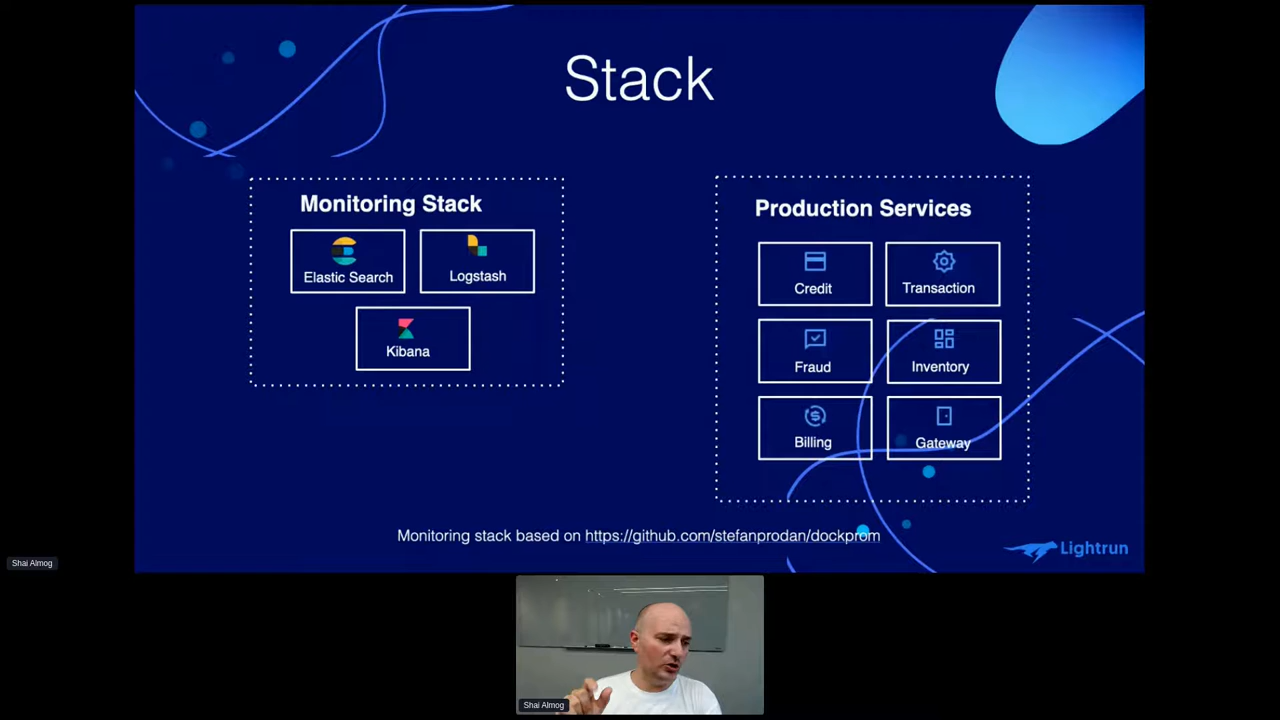 Stack
Monitoring Stack
Elastic Search
Logstash
Kibana
Production Services
Credit
Transaction
Fraud
Inventory
Billing
Gateway
Monitoring stack based on https://github.com/stefanprodan/dockprom
Lightrun
Shai Almog
Shai Almog